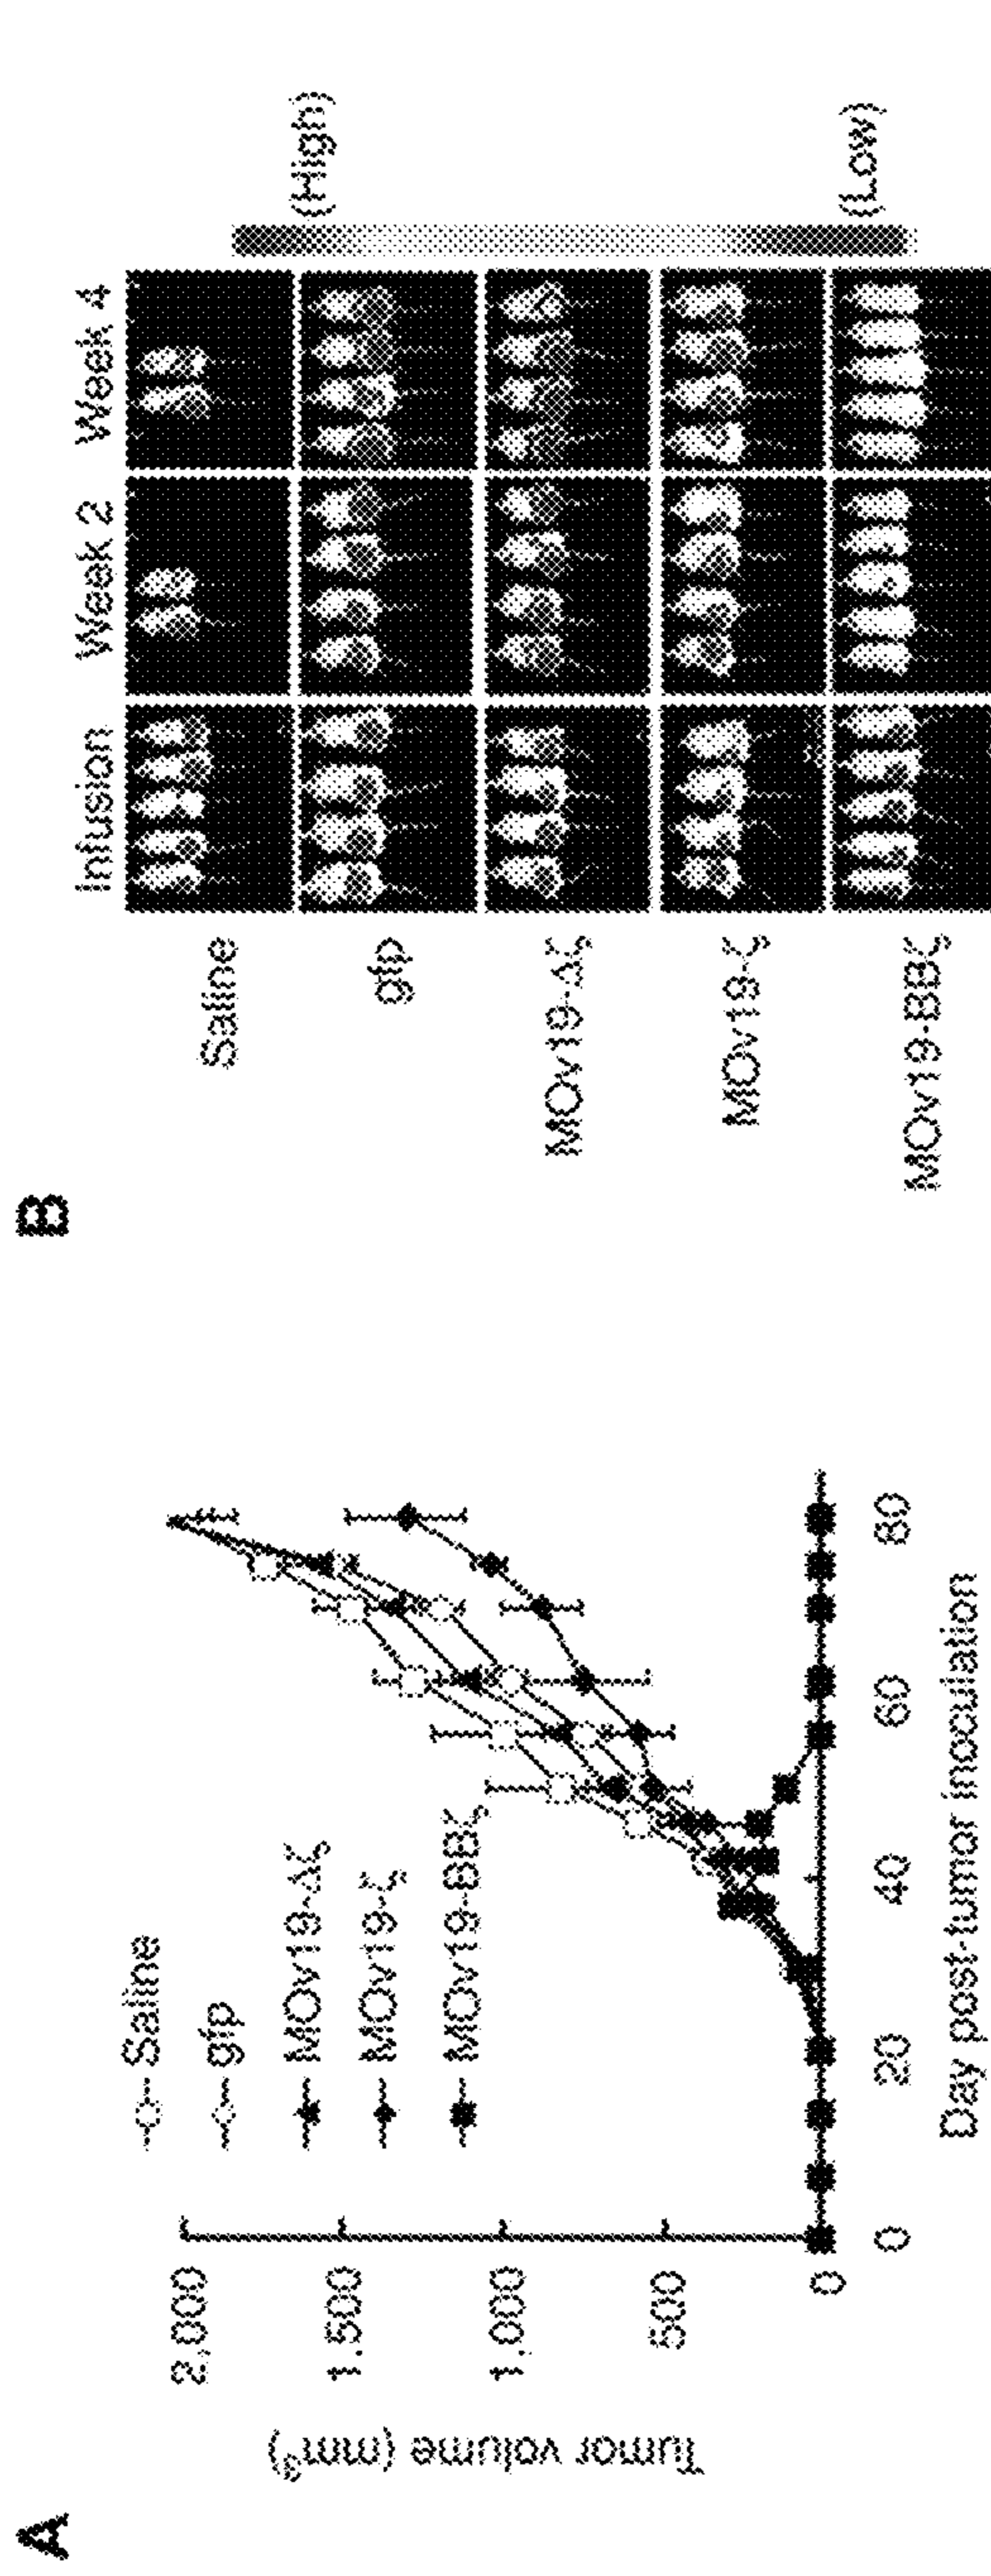 A
Tumor volume (mm3)
2,000
1,500
1,000
500
0
Saline
gfp
MOv19-Δζ
MOv19-ζ
MOv19-BBζ
0 20 40 60 80
Day post-tumor inoculation
B
Infusion Week 2 Week 4
Saline
gfp
MOv19-Δζ
MOv19-ζ
MOv19-BBζ
(High)
(Low)